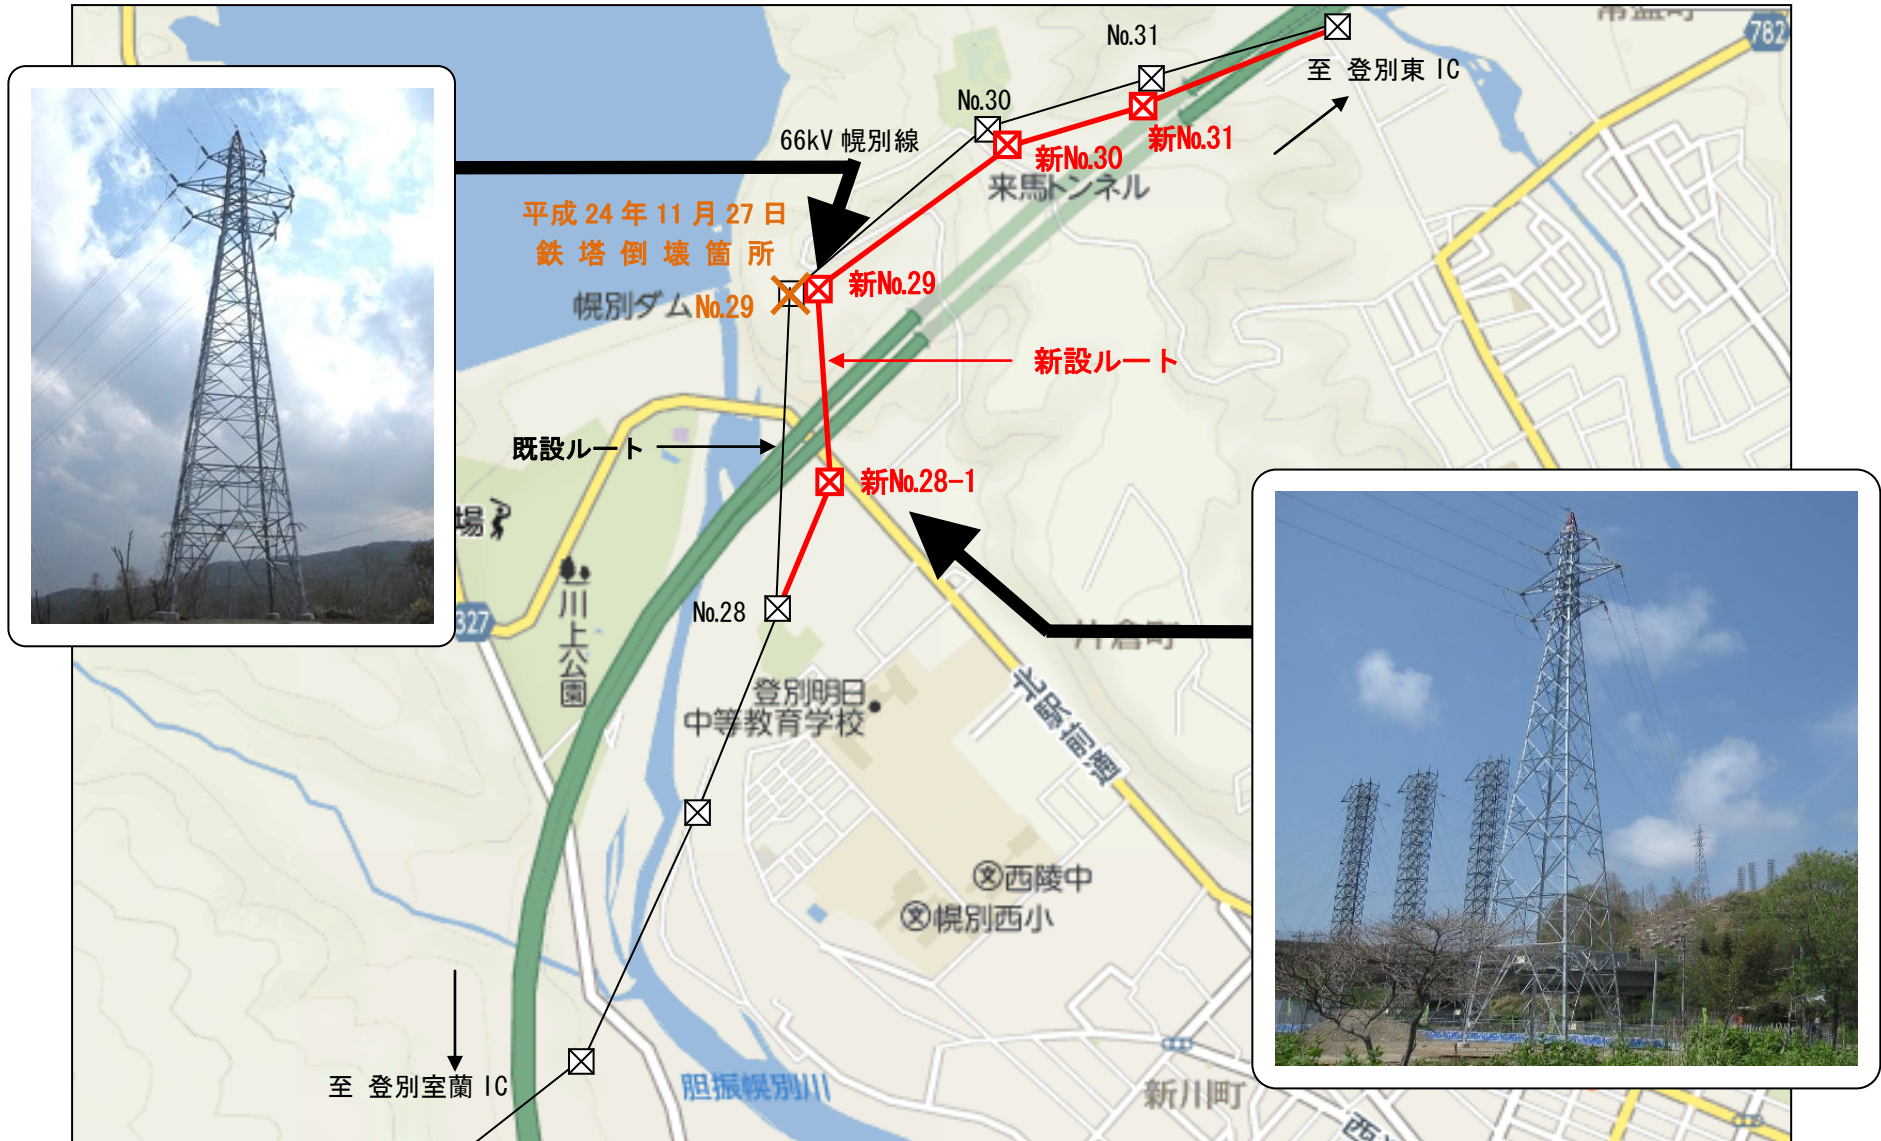 782
No.31
至 登別東 IC
No.30
66kV 幌別線
新No.31
新No.30
来馬トンネル
平成 24 年 11 月 27 日
鉄 塔 倒 壊 箇 所
新No.29
幌別ダム
No.29
新設ルート
既設ルート
新No.28-1
場
川上公園
327
No.28
片倉町
登別明日
中等教育学校
北駅前通
西陵中
幌別西小
至 登別室蘭 IC
胆振幌別川
新川町